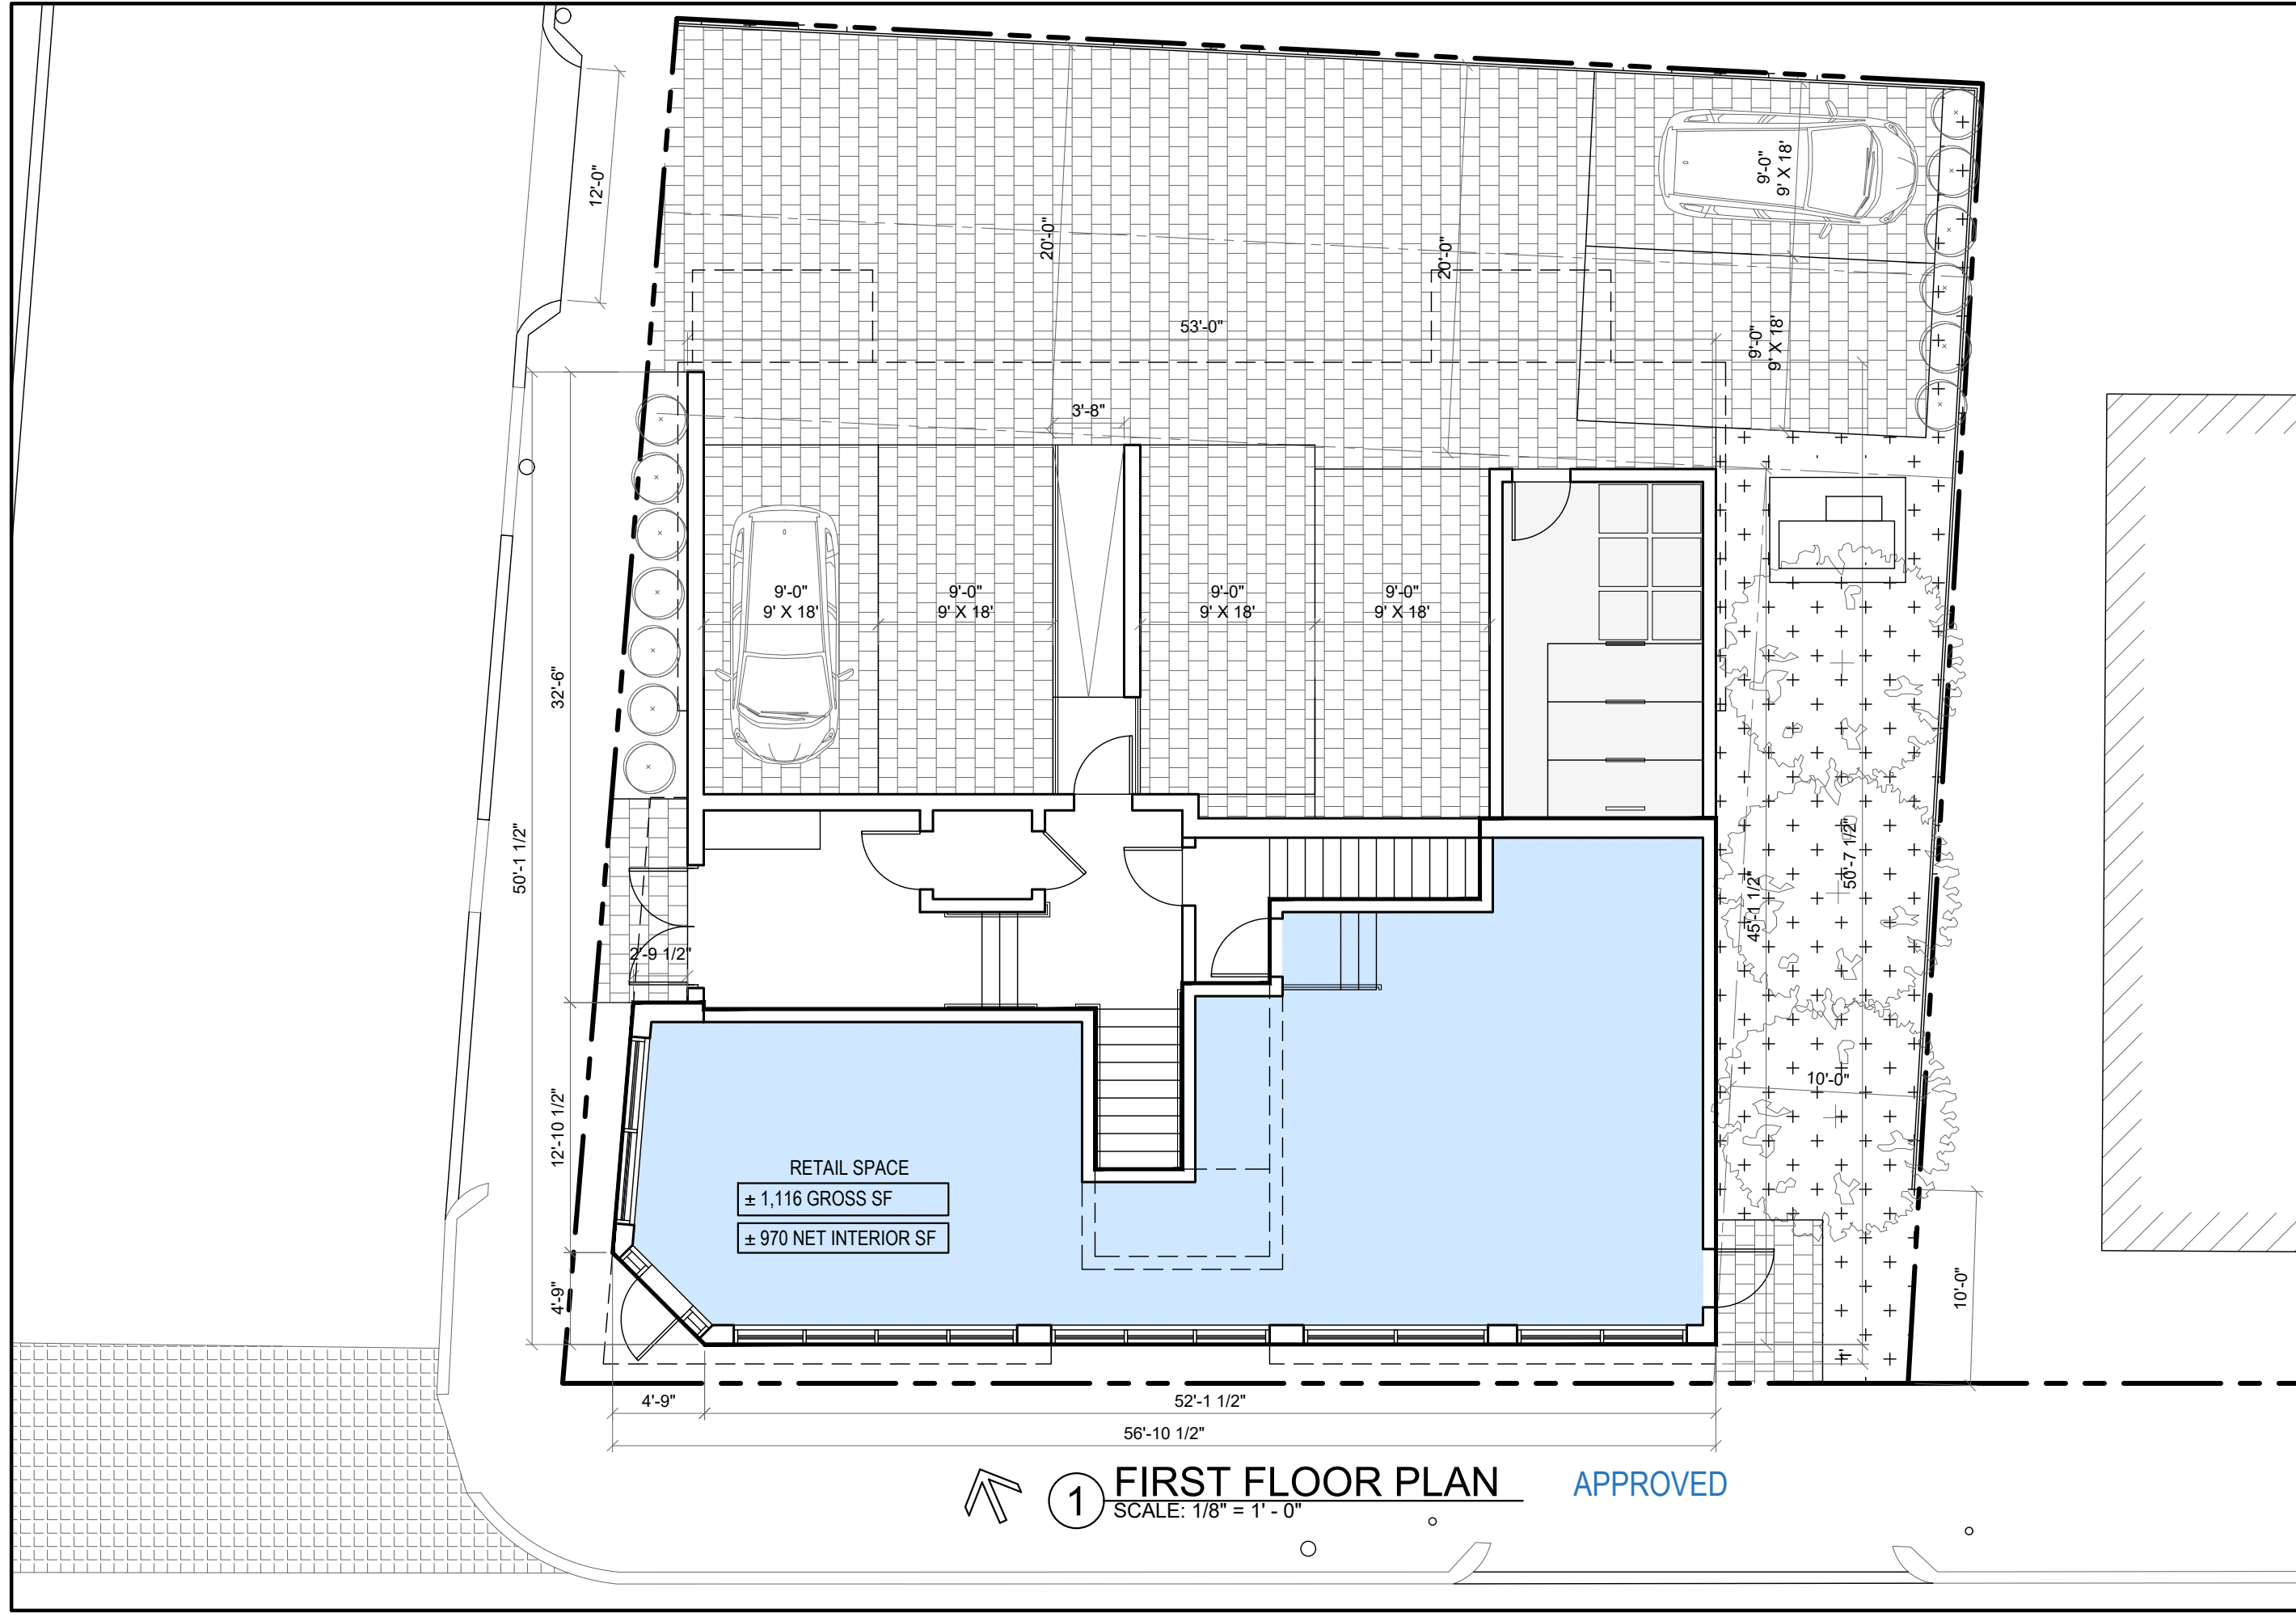 12'-0"
20'-0"
20'-0"
9'-0"
9' X 18'
53'-0"
9'-0"
9' X 18'
3'-8"
9'-0"
9' X 18'
9'-0"
9' X 18'
9'-0"
9' X 18'
9'-0"
9' X 18'
32'-6"
50'-1 1/2"
50'-7 1/2"
45'-1 1/2"
2'-9 1/2"
10'-0"
12'-10 1/2"
RETAIL SPACE
± 1,116 GROSS SF
± 970 NET INTERIOR SF
4'-9"
10'-0"
1'
4'-9"
52'-1 1/2"
56'-10 1/2"
1
FIRST FLOOR PLAN
APPROVED
SCALE: 1/8" = 1' - 0"